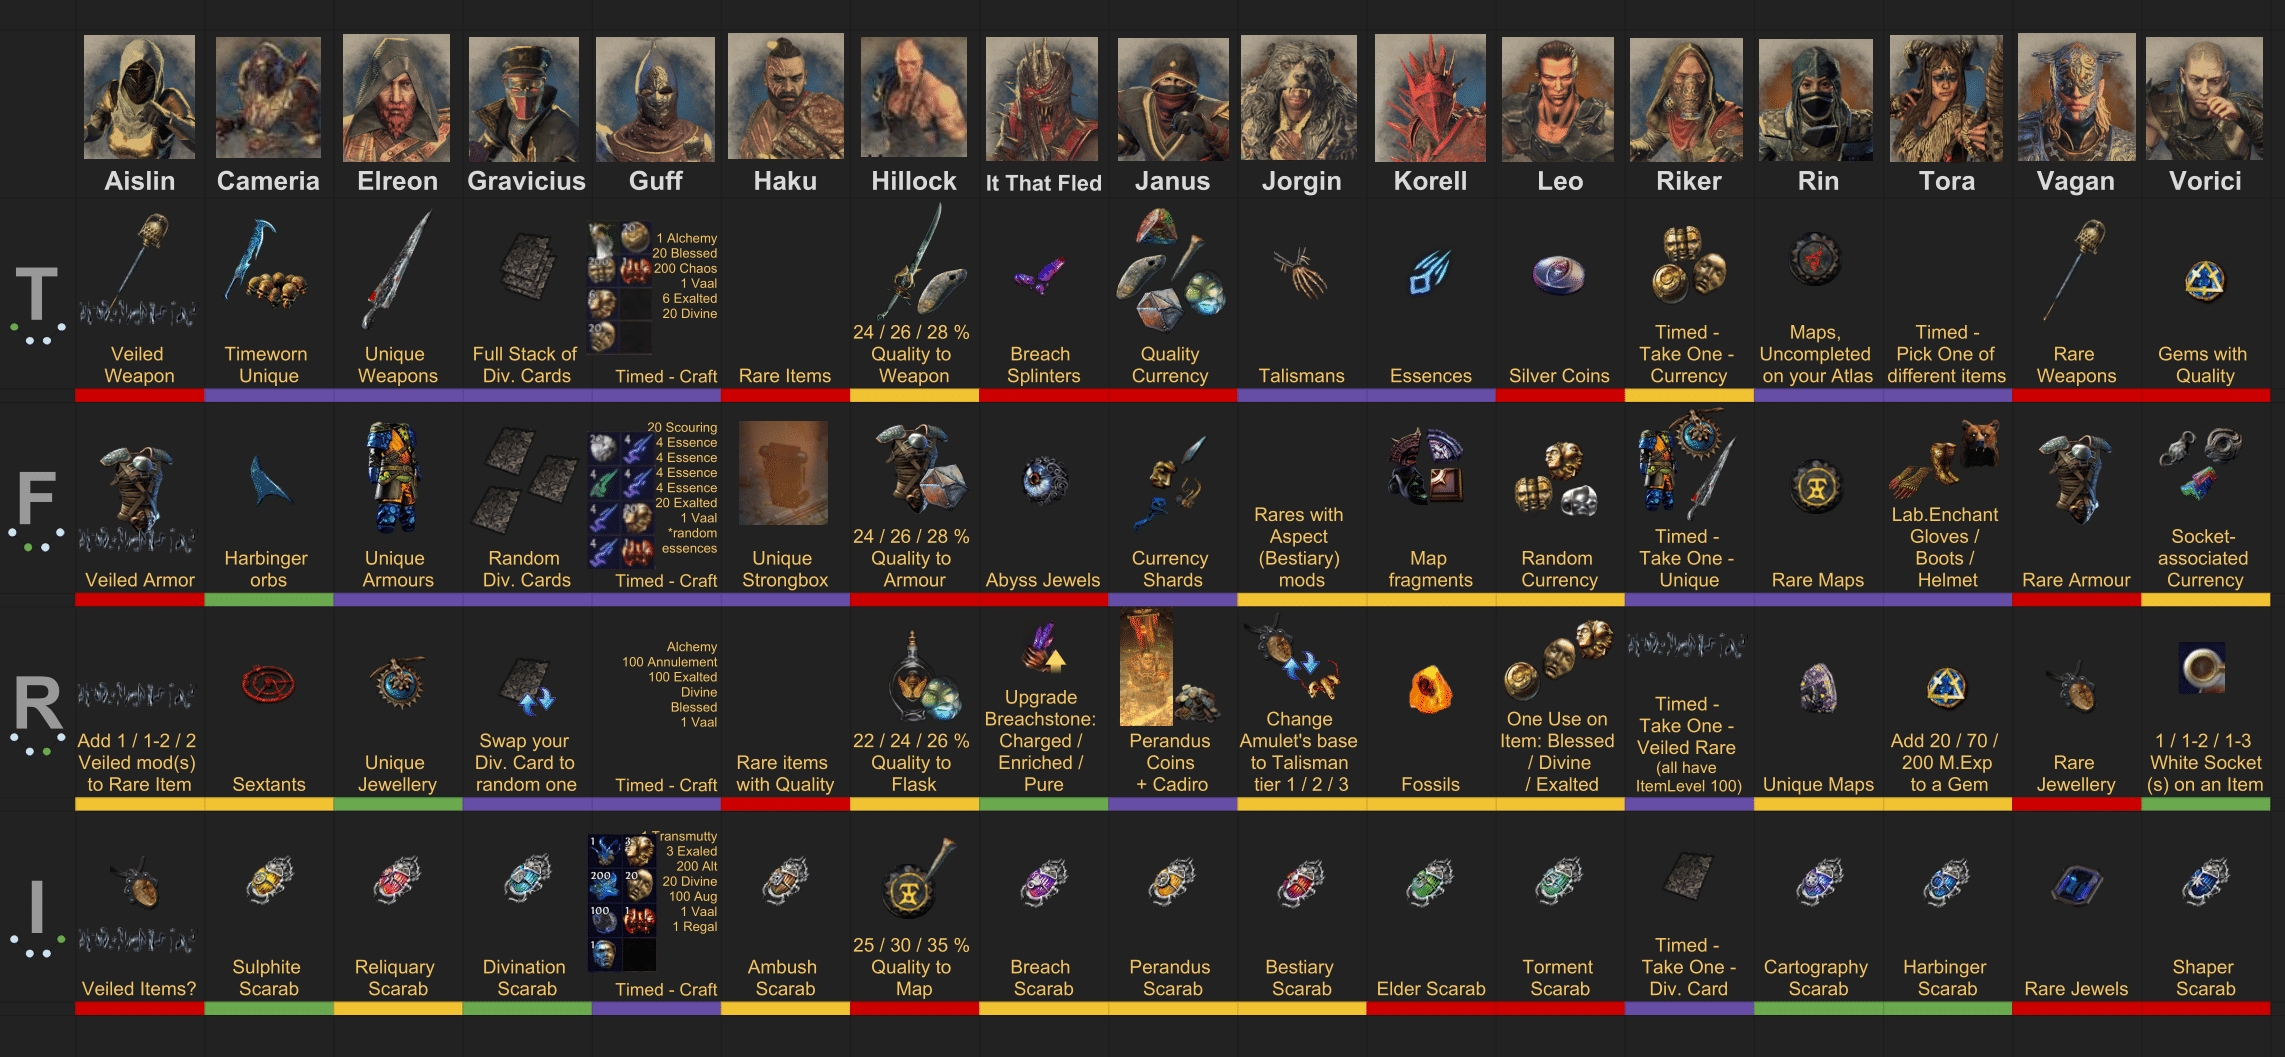 Aislin Cameria Elreon Gravicius Guff Haku Hillock It That Fled Janus Jorgin Korell Leo Riker Rin Tora Vagan Vorici
T
Veiled
Weapon
Timeworn
Unique
Unique
Weapons
Full Stack of
Div. Cards
1 Alchemy
20 Blessed
200 Chaos
1 Vaal
6 Exalted
20 Divine
Timed - Craft
Rare Items
24 / 26 / 28 %
Quality to
Weapon
Breach
Splinters
Quality
Currency
Talismans
Essences
Silver Coins
Timed -
Take One -
Currency
Maps,
Uncompleted
on your Atlas
Timed -
Pick One of
different items
Rare
Weapons
Gems with
Quality
F
Veiled Armor
Harbinger
orbs
Unique
Armours
Random
Div. Cards
20 Scouring
4 Essence
4 Essence
4 Essence
4 Essence
20 Exalted
1 Vaal
*random
essences
Timed - Craft
Unique
Strongbox
24 / 26 / 28 %
Quality to
Armour
Abyss Jewels
Currency
Shards
Rares with
Aspect
(Bestiary)
mods
Map
fragments
Random
Currency
Timed -
Take One -
Unique
Rare Maps
Lab.Enchant
Gloves /
Boots /
Helmet
Rare Armour
Socket-
associated
Currency
R
Add 1 / 1-2 / 2
Veiled mod(s)
to Rare Item
Sextants
Unique
Jewellery
Swap your
Div. Card to
random one
Alchemy
100 Annulement
100 Exalted
Divine
Blessed
1 Vaal
Timed - Craft
Rare items
with Quality
22 / 24 / 26 %
Quality to
Flask
Upgrade
Breachstone:
Charged /
Enriched /
Pure
Perandus
Coins
+ Cadiro
Change
Amulet's base
to Talisman
tier 1 / 2 / 3
Fossils
One Use on
Item: Blessed
/ Divine
/ Exalted
Timed -
Take One -
Veiled Rare
(all have
ItemLevel 100)
Unique Maps
Add 20 / 70 /
200 M.Exp
to a Gem
Rare
Jewellery
1 / 1-2 / 1-3
White Socket
(s) on an Item
I
Veiled Items?
Sulphite
Scarab
Reliquary
Scarab
Divination
Scarab
1 Transmutty
3 Exaled
200 Alt
20 Divine
100 Aug
1 Vaal
1 Regal
Timed - Craft
Ambush
Scarab
25 / 30 / 35 %
Quality to
Map
Breach
Scarab
Perandus
Scarab
Bestiary
Scarab
Elder Scarab
Torment
Scarab
Timed -
Take One -
Div. Card
Cartography
Scarab
Harbinger
Scarab
Rare Jewels
Shaper
Scarab